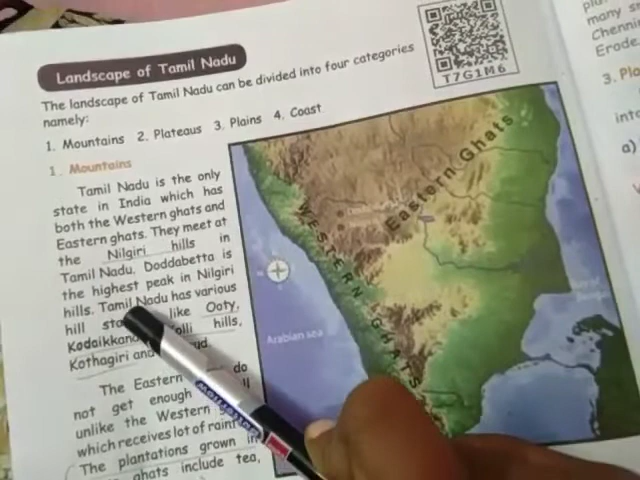 Landscape of Tamil Nadu
The landscape of Tamil Nadu can be divided into four categories
namely:
1. Mountains 2. Plateaus 3. Plains 4. Coast
1. Mountains
Tamil Nadu is the only
state in India which has
both the Western ghats and
Eastern ghats. They meet at
the Nilgiri hills in
Tamil Nadu. Doddabetta is
the highest peak in Nilgiri
hills. Tamil Nadu has various
hill like Ooty,
hills,
Kothagiri and
The Eastern do
not get enough
unlike the Western
which receives lot of
The plantations grown in
ghats include tea,
T7G1M6
Eastern Ghats
WESTERN GHATS
Arabian sea
many
Erode
3.
into
a)